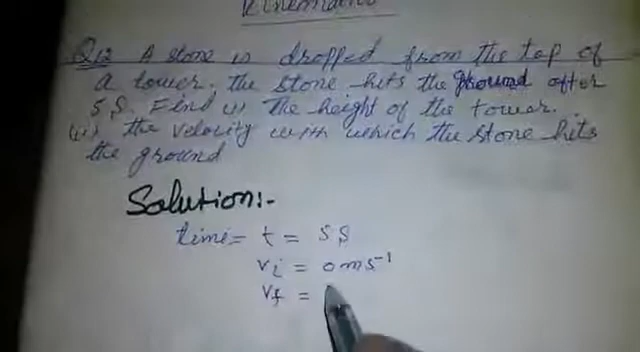 Kinematics
Q12 A stone is dropped from the top of
a tower. the stone hits the ground after
5 S. Find (i) the height of the tower.
(ii) the velocity with which the stone hits
the ground
Solution:-
time = t = 5 S
vi = 0 ms⁻¹
vf =